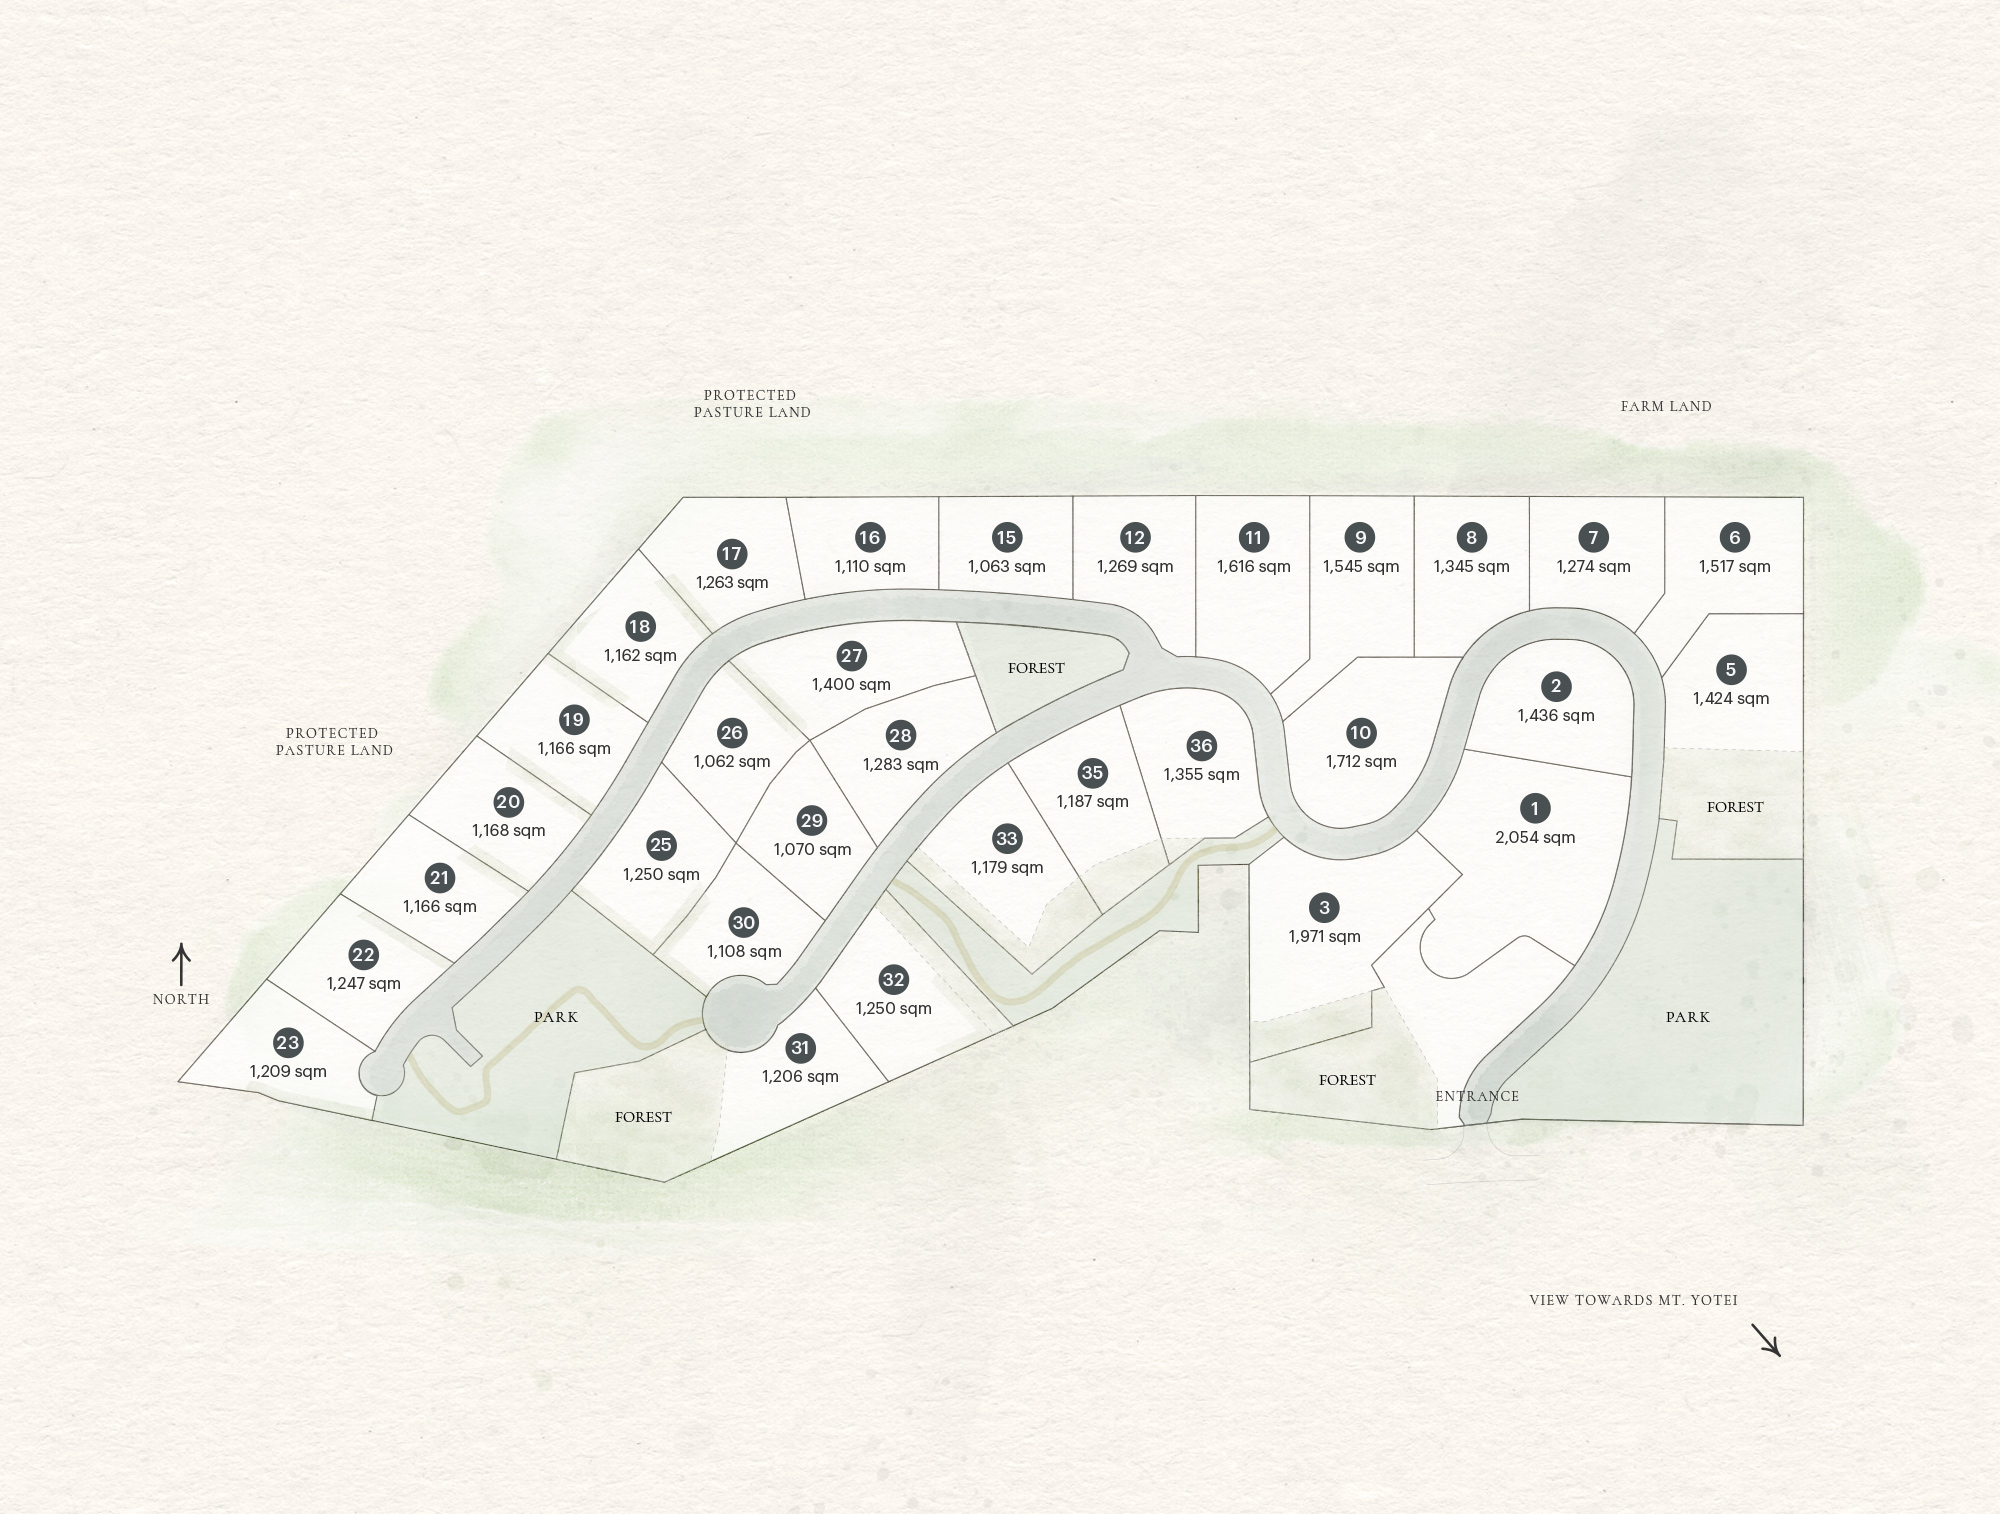 PROTECTED
PASTURE LAND
FARM LAND
17
1,263 sqm
16
1,110 sqm
15
1,063 sqm
12
1,269 sqm
11
1,616 sqm
9
1,545 sqm
8
1,345 sqm
7
1,274 sqm
6
1,517 sqm
18
1,162 sqm
27
1,400 sqm
FOREST
2
1,436 sqm
5
1,424 sqm
PROTECTED
PASTURE LAND
19
1,166 sqm
26
1,062 sqm
28
1,283 sqm
36
1,355 sqm
10
1,712 sqm
35
1,187 sqm
20
1,168 sqm
29
1,070 sqm
33
1,179 sqm
1
2,054 sqm
FOREST
25
1,250 sqm
21
1,166 sqm
30
1,108 sqm
3
1,971 sqm
22
1,247 sqm
32
1,250 sqm
NORTH
PARK
PARK
23
1,209 sqm
31
1,206 sqm
FOREST
ENTRANCE
FOREST
VIEW TOWARDS MT. YOTEI